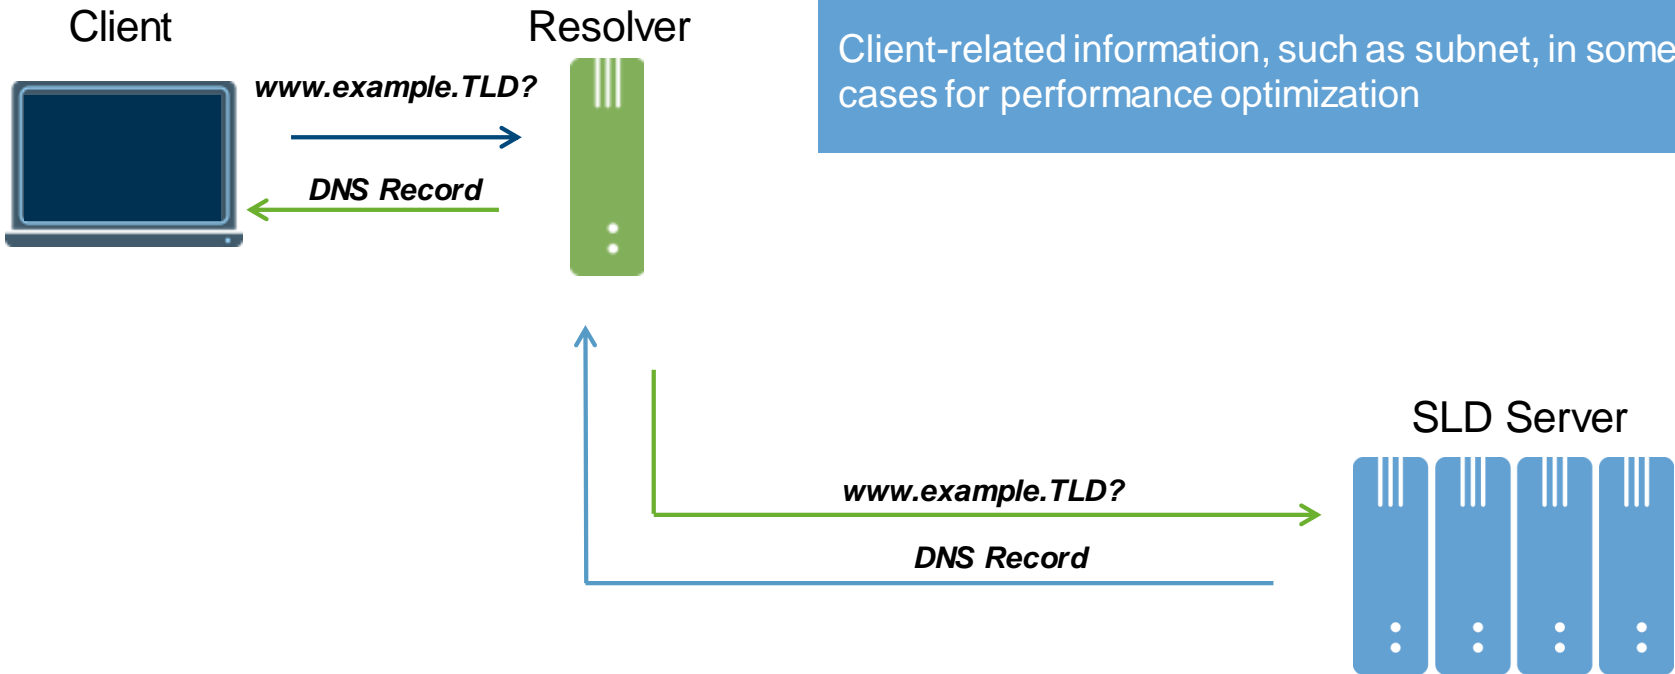 Client
Resolver
Client-related information, such as subnet, in some
cases for performance optimization
www.example.TLD?
DNS Record
SLD Server
www.example.TLD?
DNS Record